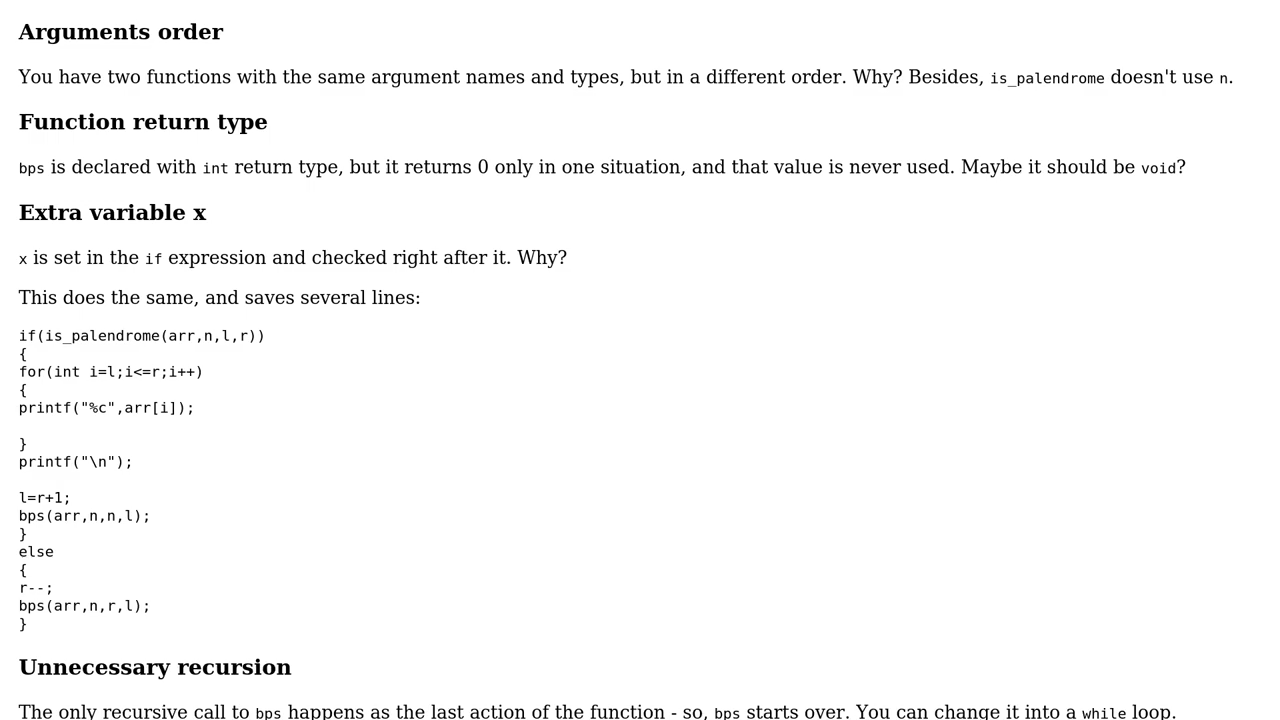 Arguments order
You have two functions with the same argument names and types, but in a different order. Why? Besides, is_palendrome doesn't use n.
Function return type
bps is declared with int return type, but it returns 0 only in one situation, and that value is never used. Maybe it should be void?
Extra variable x
x is set in the if expression and checked right after it. Why?
This does the same, and saves several lines:
if(is_palendrome(arr,n,l,r))
{
for(int i=l;i<=r;i++)
{
printf("%c",arr[i]);
}
printf("\n");
l=r+1;
bps(arr,n,n,l);
}
else
{
r--;
bps(arr,n,r,l);
}
Unnecessary recursion
The only recursive call to bps happens as the last action of the function - so, bps starts over. You can change it into a while loop.